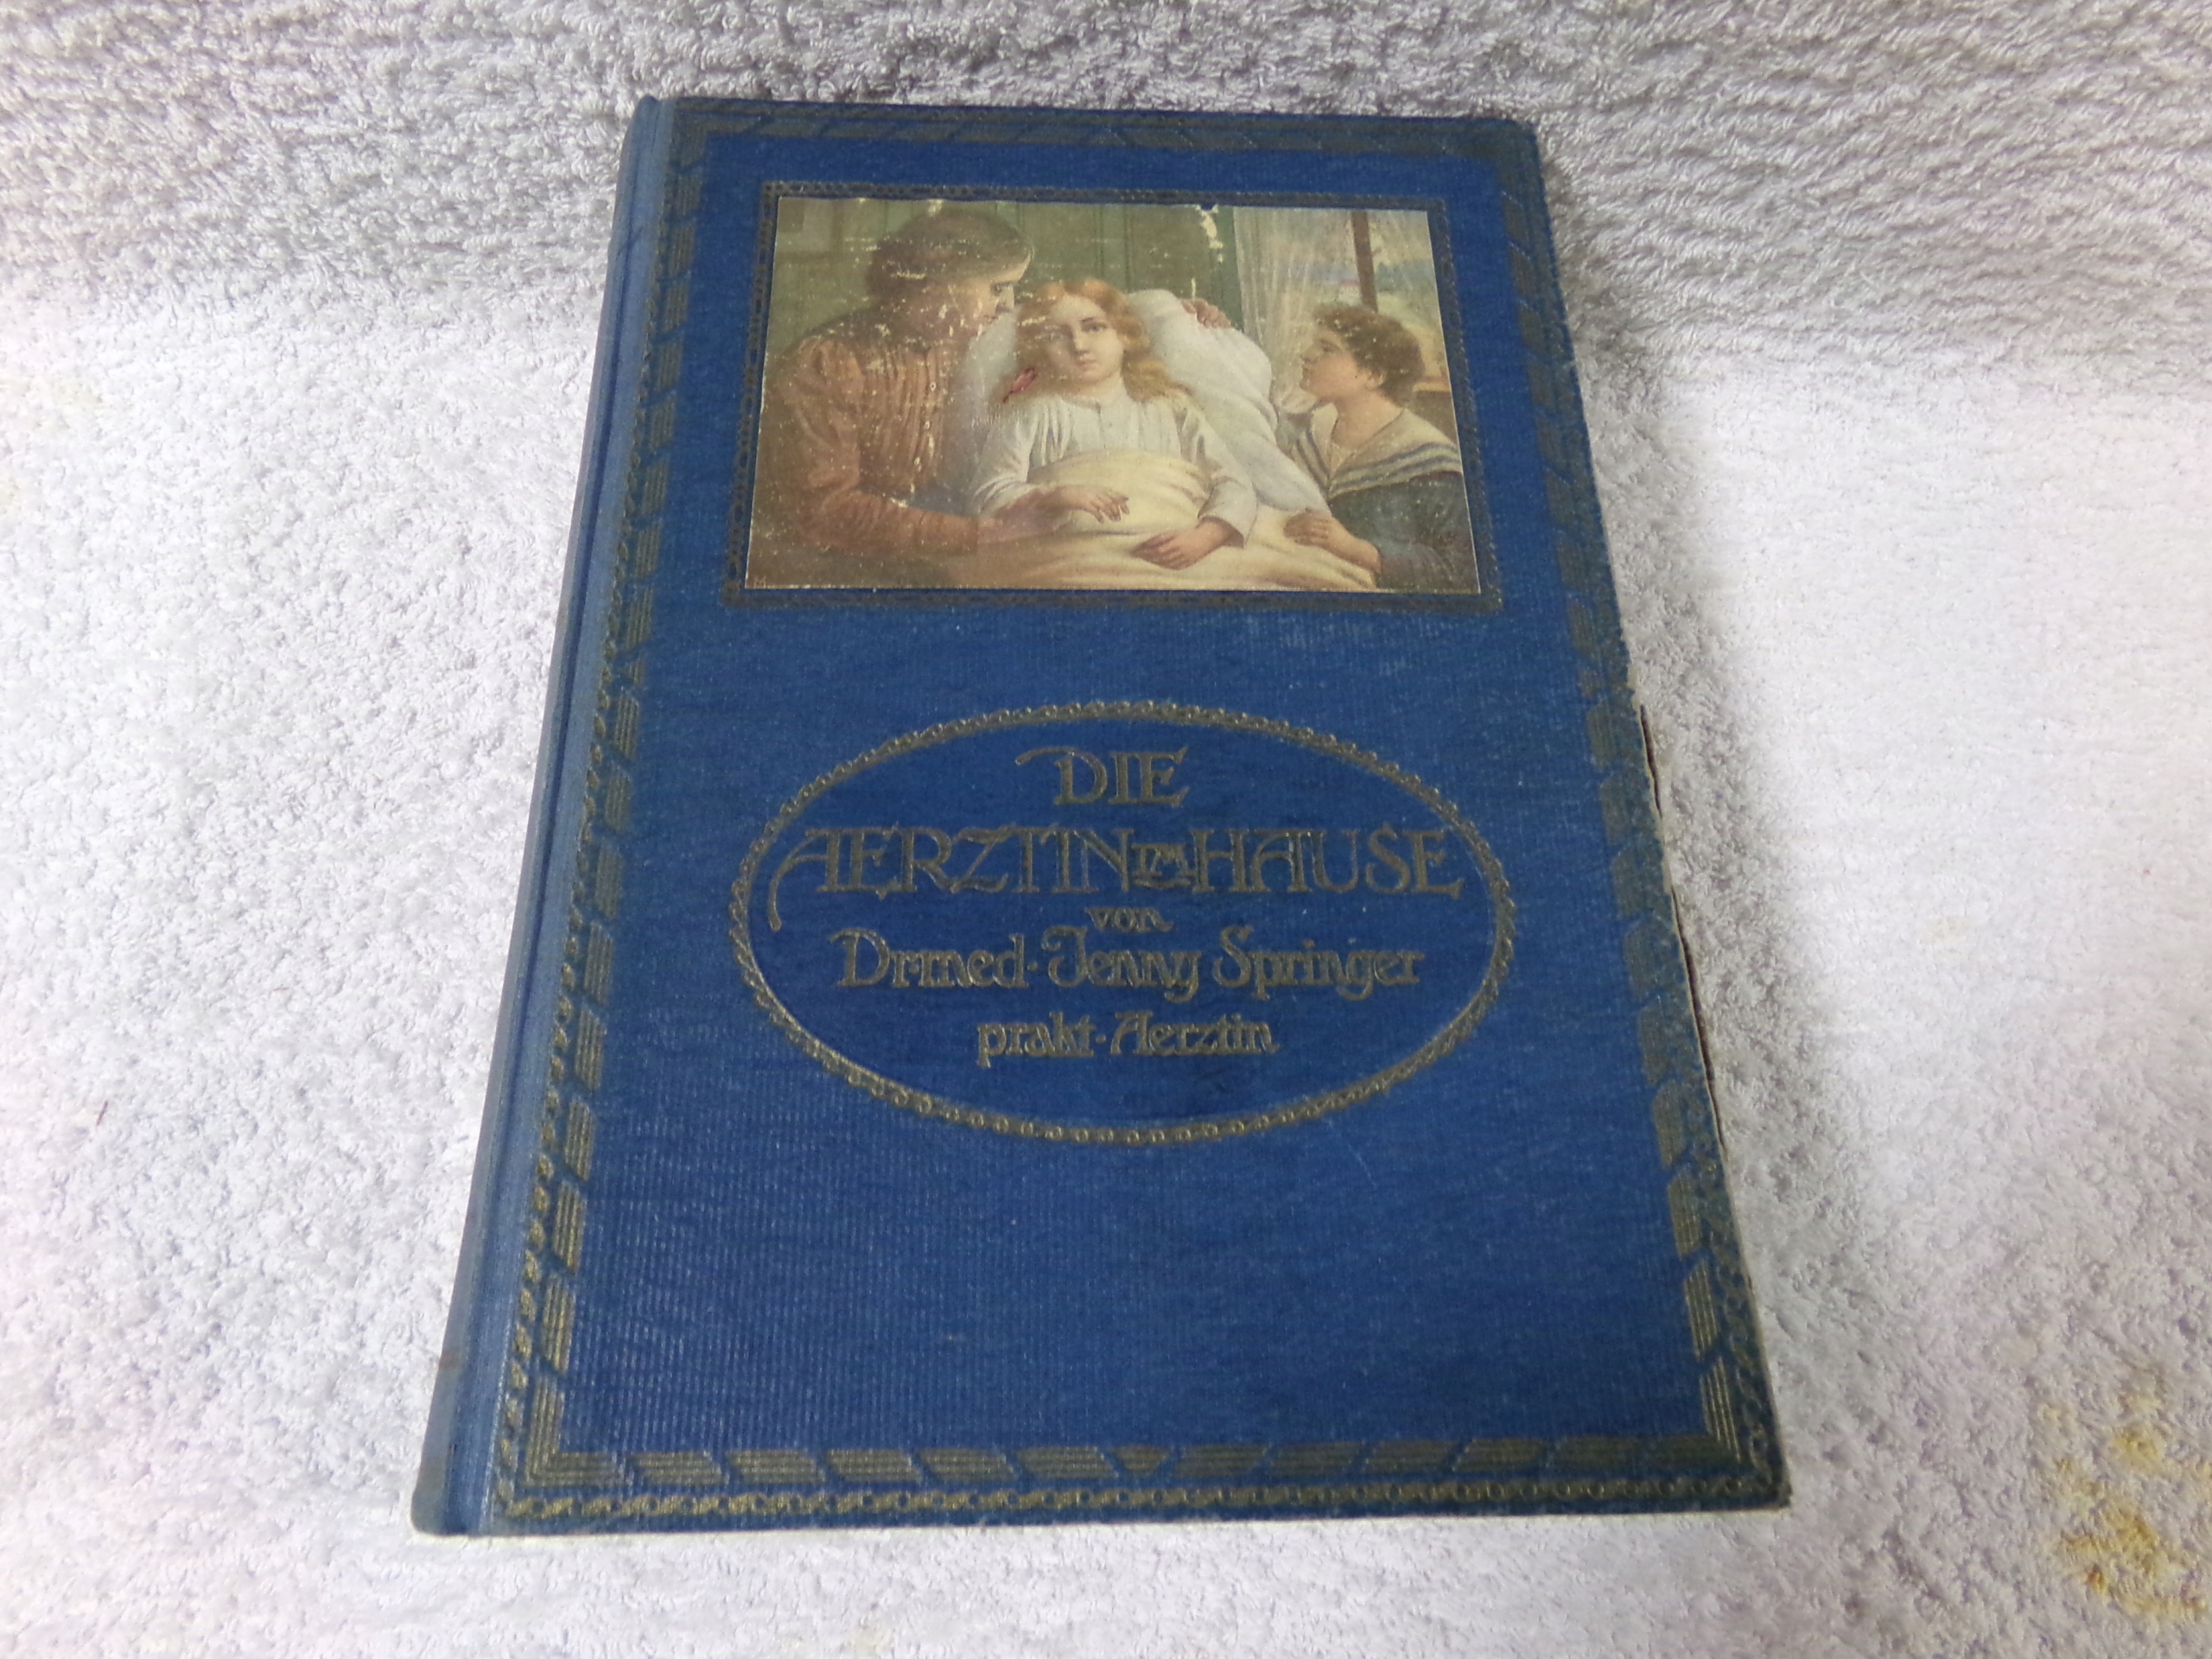 DIE
AERZTIN IM HAUSE
von
Dr·med·Jenny Springer
prakt·Aerztin